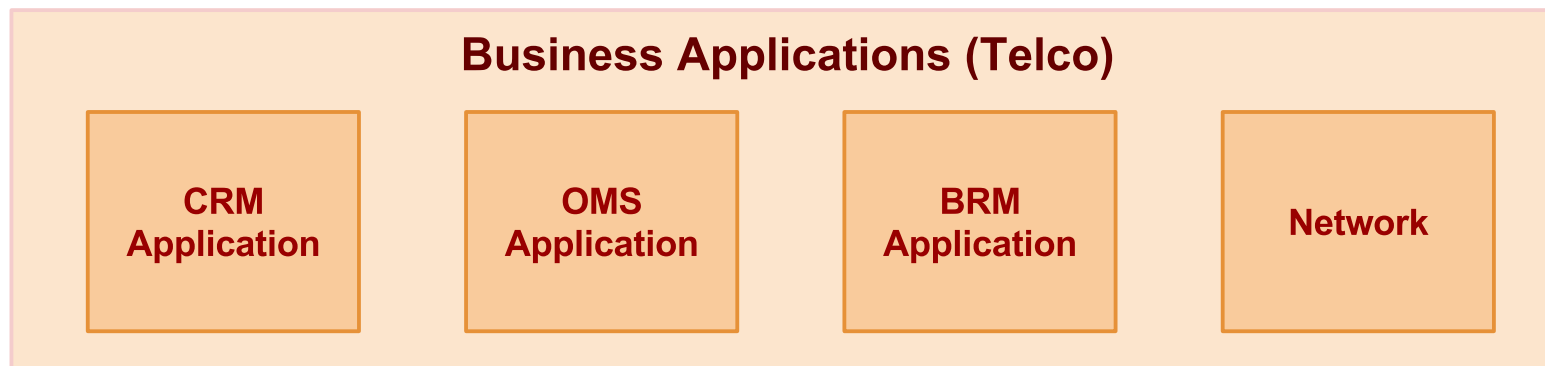 Business Applications (Telco)
CRM
Application
OMS
Application
BRM
Application
Network